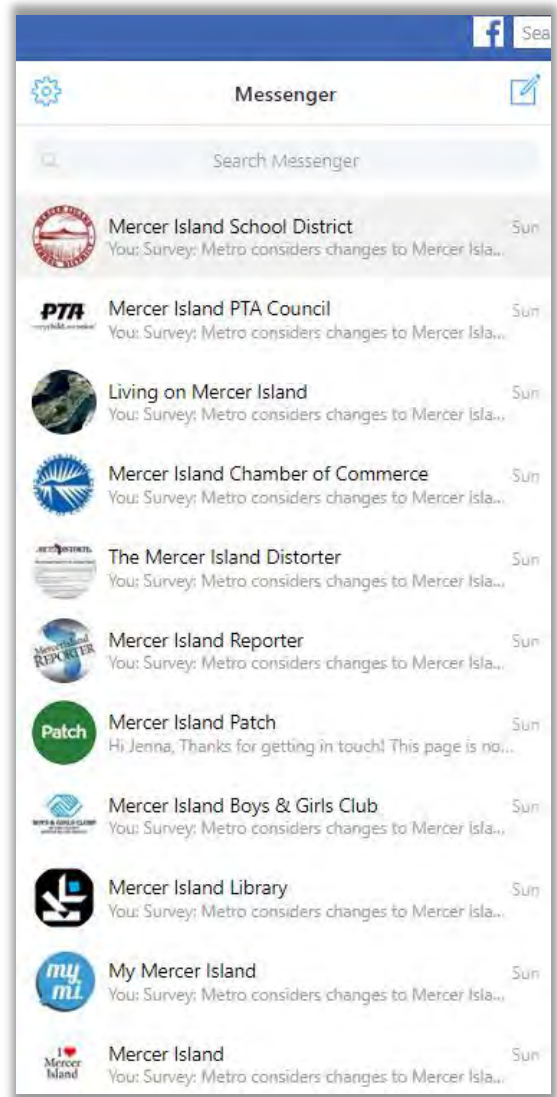 f Sea
Messenger
Search Messenger
Mercer Island School District Sun
You: Survey: Metro considers changes to Mercer Isla...
PTA Mercer Island PTA Council Sun
You: Survey: Metro considers changes to Mercer Isla...
Living on Mercer Island Sun
You: Survey: Metro considers changes to Mercer Isla...
Mercer Island Chamber of Commerce Sun
You: Survey: Metro considers changes to Mercer Isla...
The Mercer Island Distorter Sun
You: Survey: Metro considers changes to Mercer Isla...
Mercer Island REPORTER Mercer Island Reporter Sun
You: Survey: Metro considers changes to Mercer Isla...
Patch Mercer Island Patch Sun
Hi Jenna, Thanks for getting in touch! This page is no...
Mercer Island Boys & Girls Club Sun
You: Survey: Metro considers changes to Mercer Isla...
Mercer Island Library Sun
You: Survey: Metro considers changes to Mercer Isla...
my mi. My Mercer Island Sun
You: Survey: Metro considers changes to Mercer Isla...
I Mercer Island Mercer Island Sun
You: Survey: Metro considers changes to Mercer Isla...